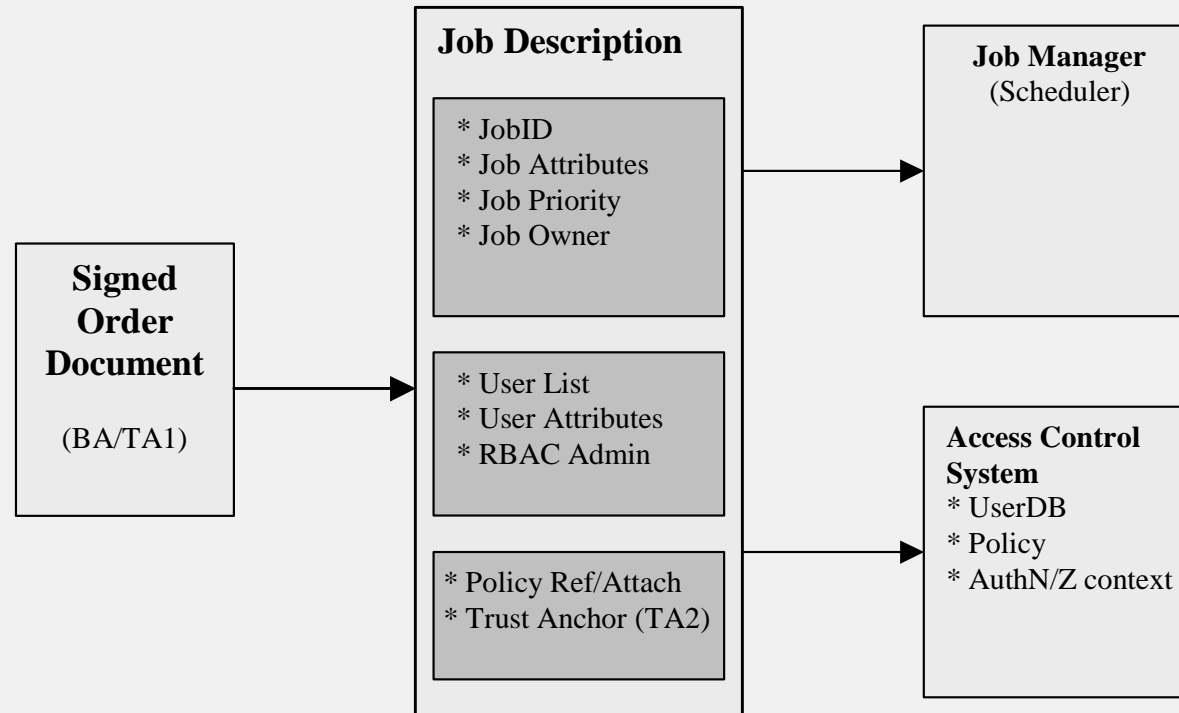 Signed
Order
Document
(BA/TA1)
Job Description
* JobID
* Job Attributes
* Job Priority
* Job Owner
* User List
* User Attributes
* RBAC Admin
* Policy Ref/Attach
* Trust Anchor (TA2)
Job Manager
(Scheduler)
Access Control
System
* UserDB
* Policy
* AuthN/Z context